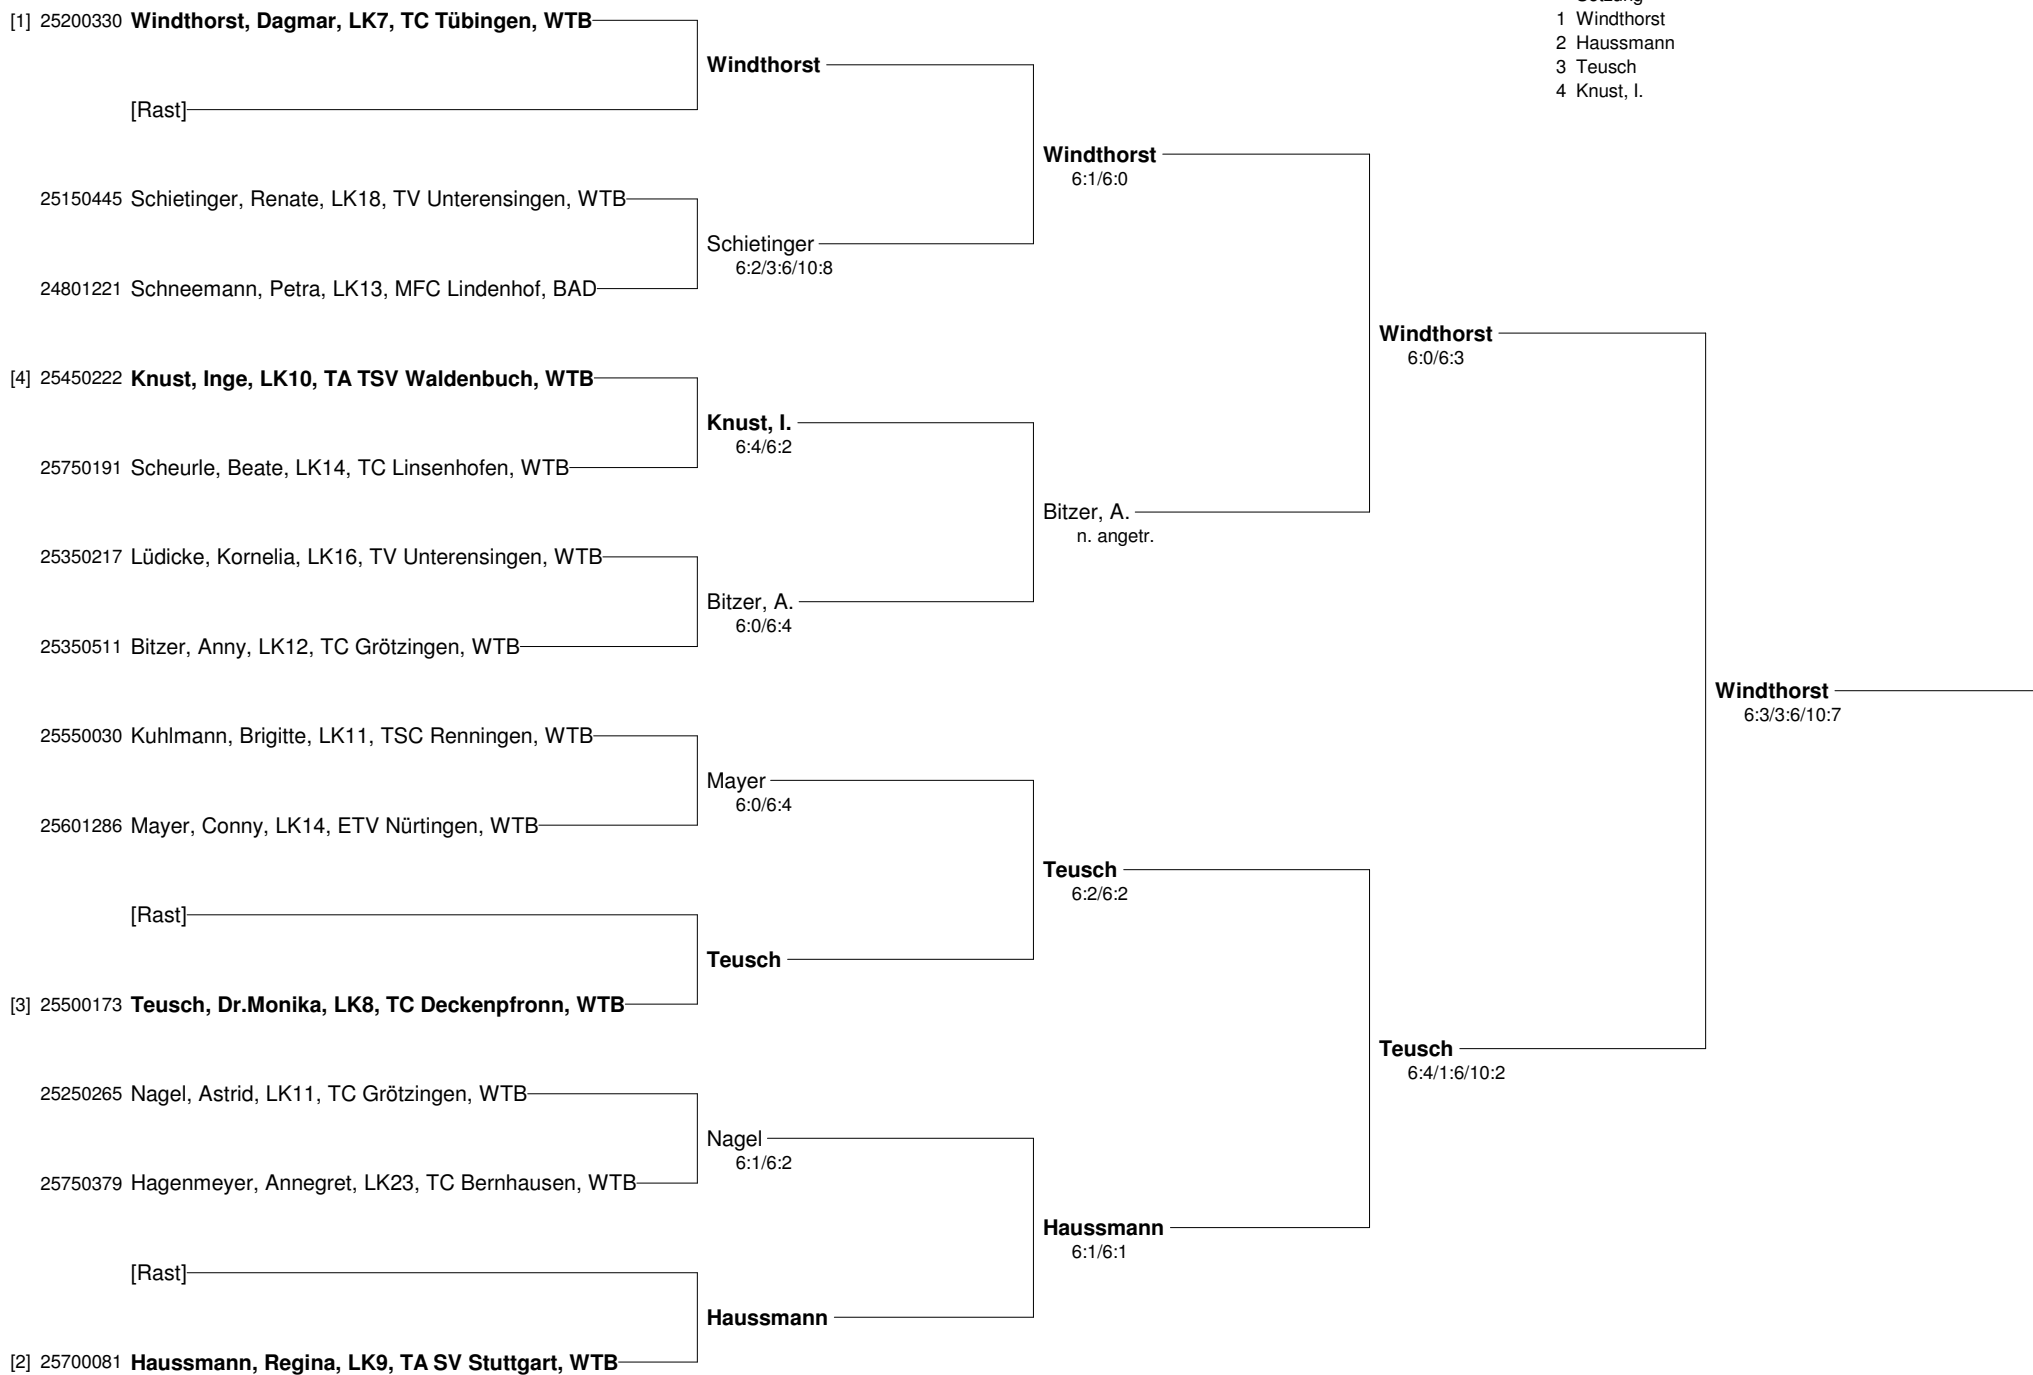 [1] 25200330 Windthorst, Dagmar, LK7, TC Tübingen, WTB
1 Windthorst
2 Haussmann
3 Teusch
4 Knust, I.
Windthorst
[Rast]
Windthorst
6:1/6:0
25150445 Schietinger, Renate, LK18, TV Unterensingen, WTB
Schietinger
6:2/3:6/10:8
24801221 Schneemann, Petra, LK13, MFC Lindenhof, BAD
Windthorst
6:0/6:3
[4] 25450222 Knust, Inge, LK10, TA TSV Waldenbuch, WTB
Knust, I.
6:4/6:2
25750191 Scheurle, Beate, LK14, TC Linsenhofen, WTB
Bitzer, A.
n. angetr.
25350217 Lüdicke, Kornelia, LK16, TV Unterensingen, WTB
Bitzer, A.
6:0/6:4
25350511 Bitzer, Anny, LK12, TC Grötzingen, WTB
Windthorst
6:3/3:6/10:7
25550030 Kuhlmann, Brigitte, LK11, TSC Renningen, WTB
Mayer
6:0/6:4
25601286 Mayer, Conny, LK14, ETV Nürtingen, WTB
Teusch
6:2/6:2
[Rast]
Teusch
[3] 25500173 Teusch, Dr.Monika, LK8, TC Deckenpfronn, WTB
Teusch
6:4/1:6/10:2
25250265 Nagel, Astrid, LK11, TC Grötzingen, WTB
Nagel
6:1/6:2
25750379 Hagenmeyer, Annegret, LK23, TC Bernhausen, WTB
Haussmann
6:1/6:1
[Rast]
Haussmann
[2] 25700081 Haussmann, Regina, LK9, TA SV Stuttgart, WTB